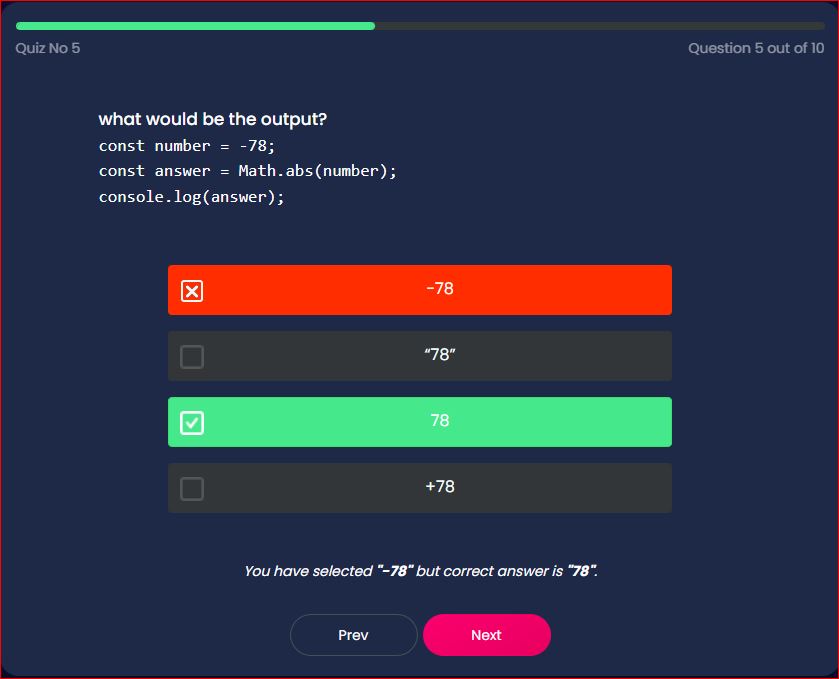 Quiz No 5
Question 5 out of 10
what would be the output?
const number = -78;
const answer = Math.abs(number);
console.log(answer);
-78
“78”
78
+78
You have selected "-78" but correct answer is "78".
Prev
Next